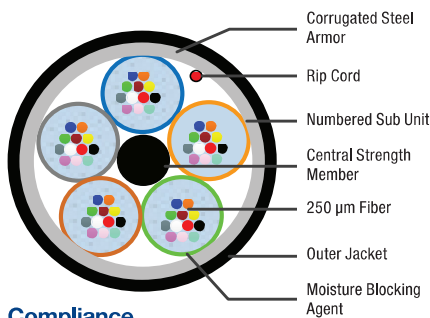 Corrugated Steel
Armor
Rip Cord
Numbered Sub Unit
Central Strength
Member
250 µm Fiber
Outer Jacket
Moisture Blocking
Agent
Compliance